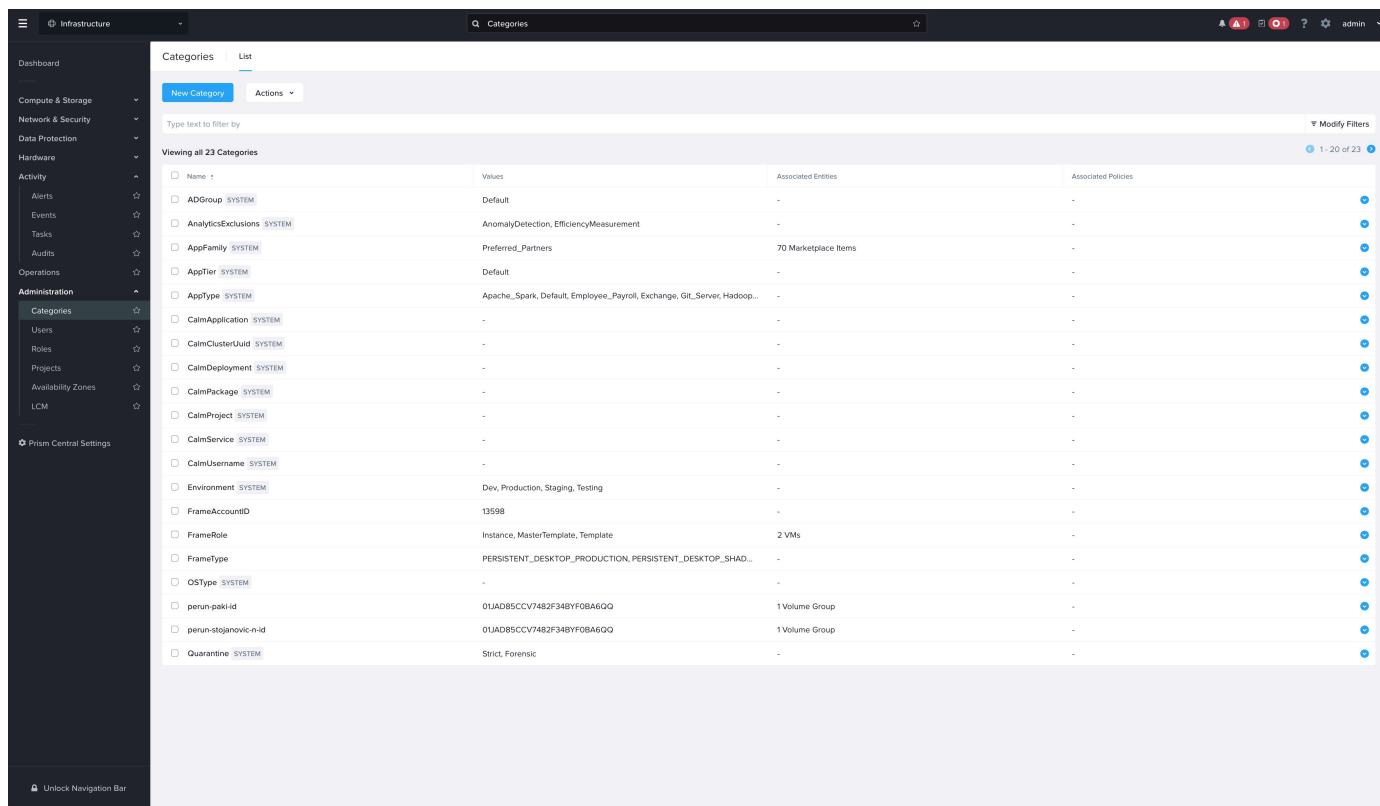 Infrastructure
Categories
1
1
?
admin
Dashboard
Compute & Storage
Network & Security
Data Protection
Hardware
Activity
Alerts
Events
Tasks
Audits
Operations
Administration
Categories
Users
Roles
Projects
Availability Zones
LCM
Prism Central Settings
Unlock Navigation Bar
Categories List
New Category Actions
Type text to filter by Modify Filters
Viewing all 23 Categories 1 - 20 of 23
Name Values Associated Entities Associated Policies
ADGroup SYSTEM Default - -
AnalyticsExclusions SYSTEM AnomalyDetection, EfficiencyMeasurement - -
AppFamily SYSTEM Preferred_Partners 70 Marketplace Items -
AppTier SYSTEM Default - -
AppType SYSTEM Apache_Spark, Default, Employee_Payroll, Exchange, Git_Server, Hadoop... - -
CalmApplication SYSTEM - - -
CalmClusterUuid SYSTEM - - -
CalmDeployment SYSTEM - - -
CalmPackage SYSTEM - - -
CalmProject SYSTEM - - -
CalmService SYSTEM - - -
CalmUsername SYSTEM - - -
Environment SYSTEM Dev, Production, Staging, Testing - -
FrameAccountID 13598 - -
FrameRole Instance, MasterTemplate, Template 2 VMs -
FrameType PERSISTENT_DESKTOP_PRODUCTION, PERSISTENT_DESKTOP_SHAD... - -
OSType SYSTEM - - -
perun-paki-id 01JAD85CCV7482F34BYF0BA6QQ 1 Volume Group -
perun-stojanovic-n-id 01JAD85CCV7482F34BYF0BA6QQ 1 Volume Group -
Quarantine SYSTEM Strict, Forensic - -